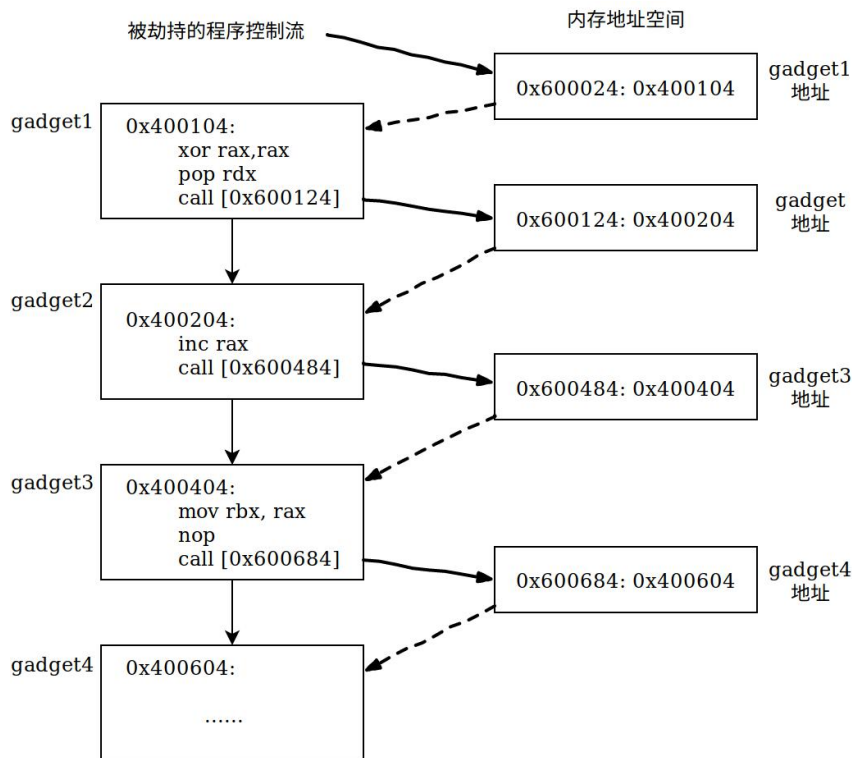 被劫持的程序控制流
内存地址空间
0x600024: 0x400104
gadget1
地址
gadget1
0x400104:
xor rax,rax
pop rdx
call [0x600124]
0x600124: 0x400204
gadget
地址
gadget2
0x400204:
inc rax
call [0x600484]
0x600484: 0x400404
gadget3
地址
gadget3
0x400404:
mov rbx, rax
nop
call [0x600684]
0x600684: 0x400604
gadget4
地址
gadget4
0x400604:
......